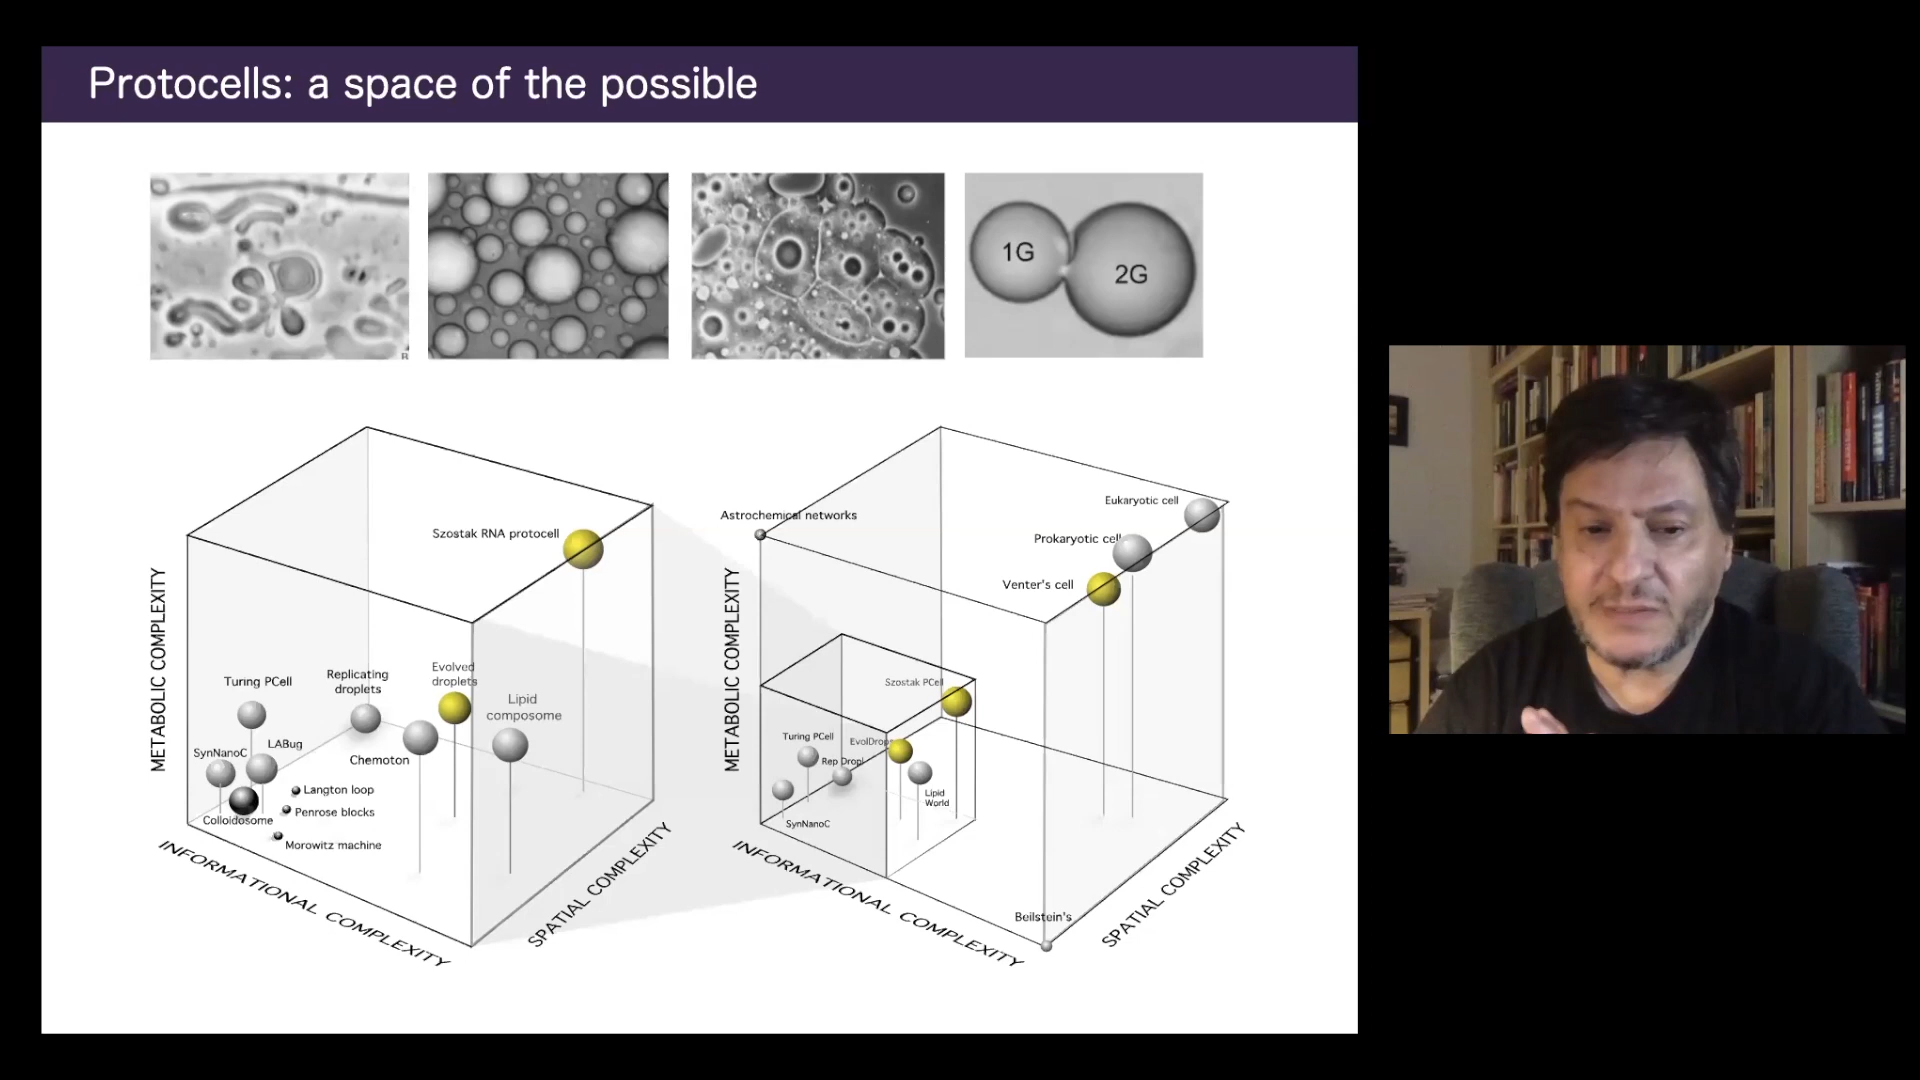 Protocells: a space of the possible
B
1G
2G
METABOLIC COMPLEXITY
INFORMATIONAL COMPLEXITY
SPATIAL COMPLEXITY
Szostak RNA protocell
Turing PCell
Replicating
droplets
Evolved
droplets
Lipid
composome
SynNanoC
LABug
Chemoton
Langton loop
Colloidosome
Penrose blocks
Morowitz machine
METABOLIC COMPLEXITY
INFORMATIONAL COMPLEXITY
SPATIAL COMPLEXITY
Astrochemical networks
Eukaryotic cell
Prokaryotic cell
Venter's cell
Szostak PCell
Turing PCell
EvolDrops
Rep Dropl
Lipid
World
SynNanoC
Beilstein's
TIME